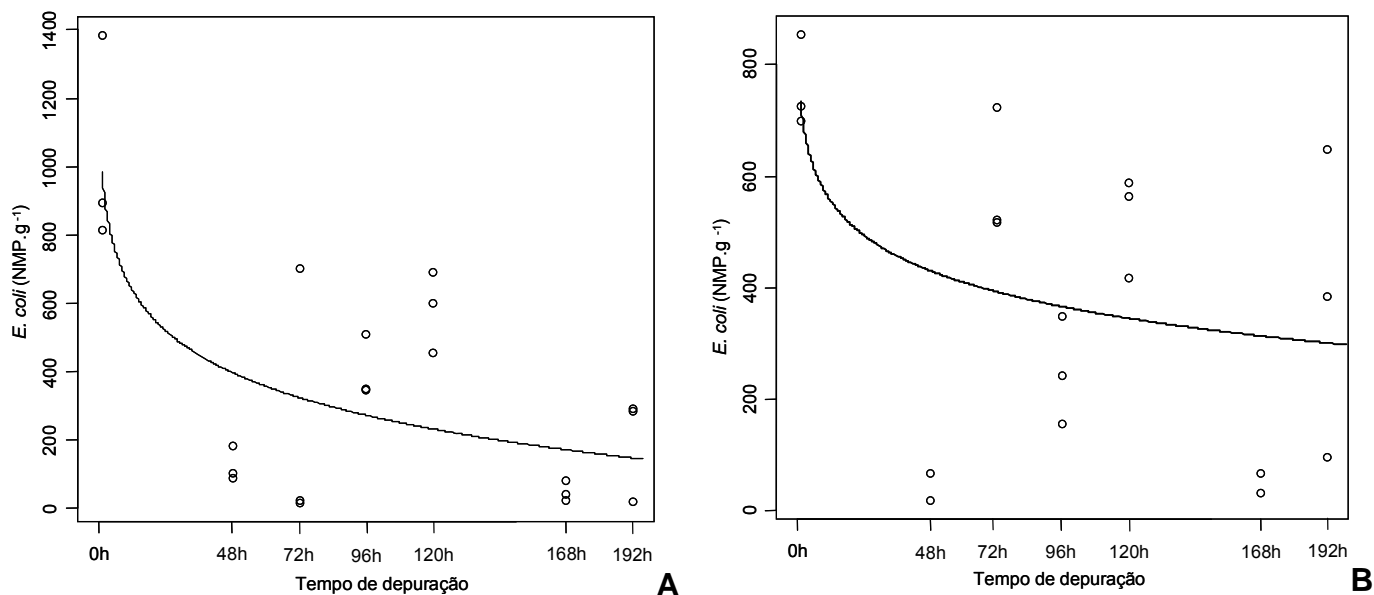 1400
1200
1000
800
600
400
200
0
E. coli (NMP.g⁻¹)
0h 48h 72h 96h 120h 168h 192h
Tempo de depuração
A
800
600
400
200
0
E. coli (NMP.g⁻¹)
0h 48h 72h 96h 120h 168h 192h
Tempo de depuração
B